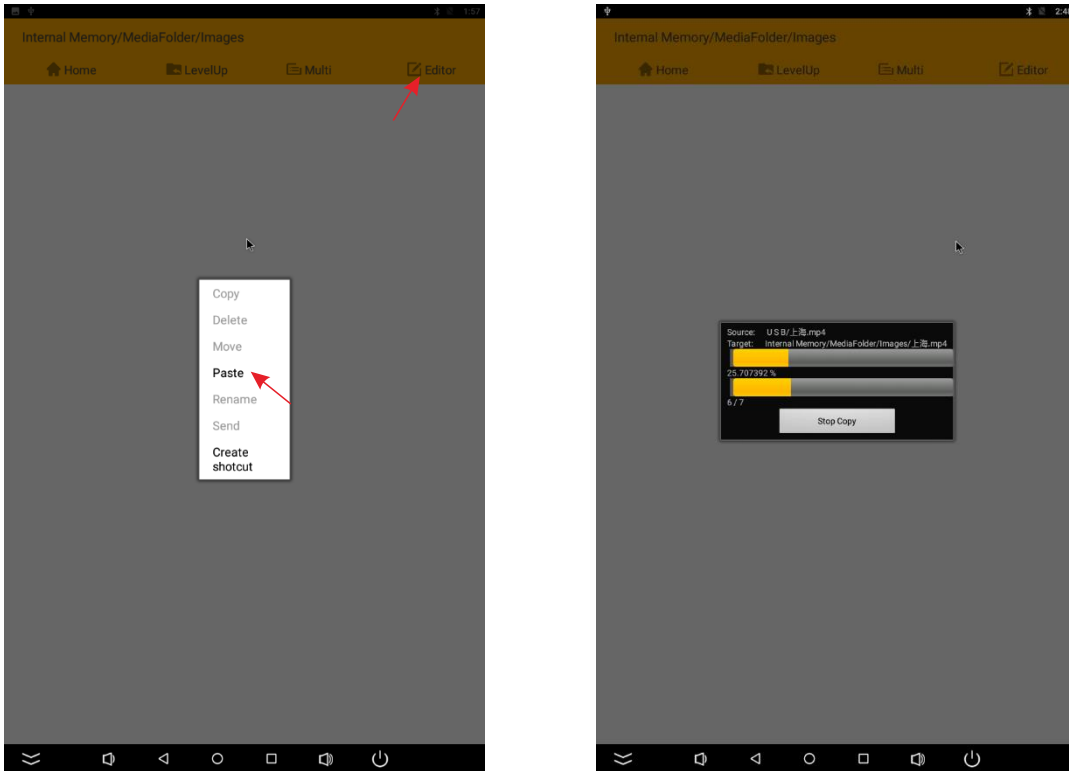 1:57
Internal Memory/MediaFolder/Images
Home LevelUp Multi Editor
Copy
Delete
Move
Paste
Rename
Send
Create
shotcut
Internal Memory/MediaFolder/Images
Home LevelUp Multi Editor
Source: USB/上海.mp4
Target: Internal Memory/MediaFolder/Images/上海.mp4
25.707392 %
6 / 7
Stop Copy